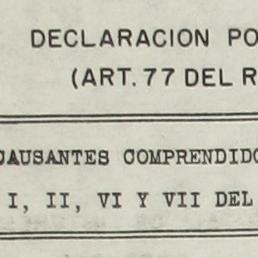 DECLARACION PO
(ART. 77 DEL R
CAUSANTES COMPRENDIDO
I, II, VI Y VII DEL